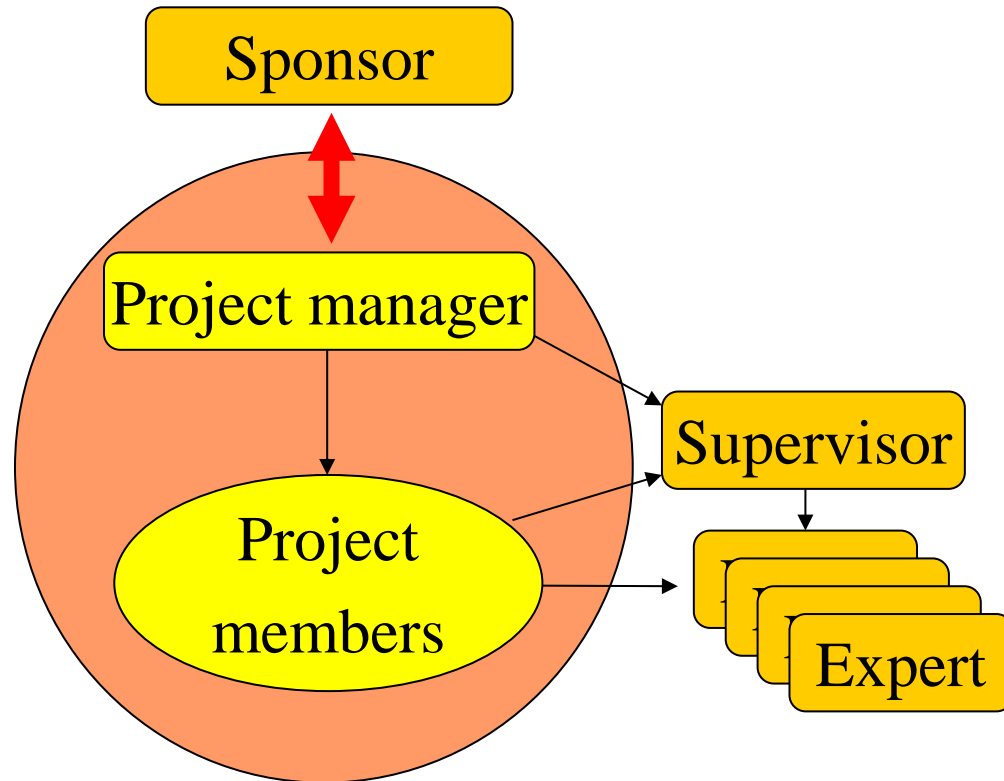 Sponsor
Project manager
Supervisor
Project
members
Expert